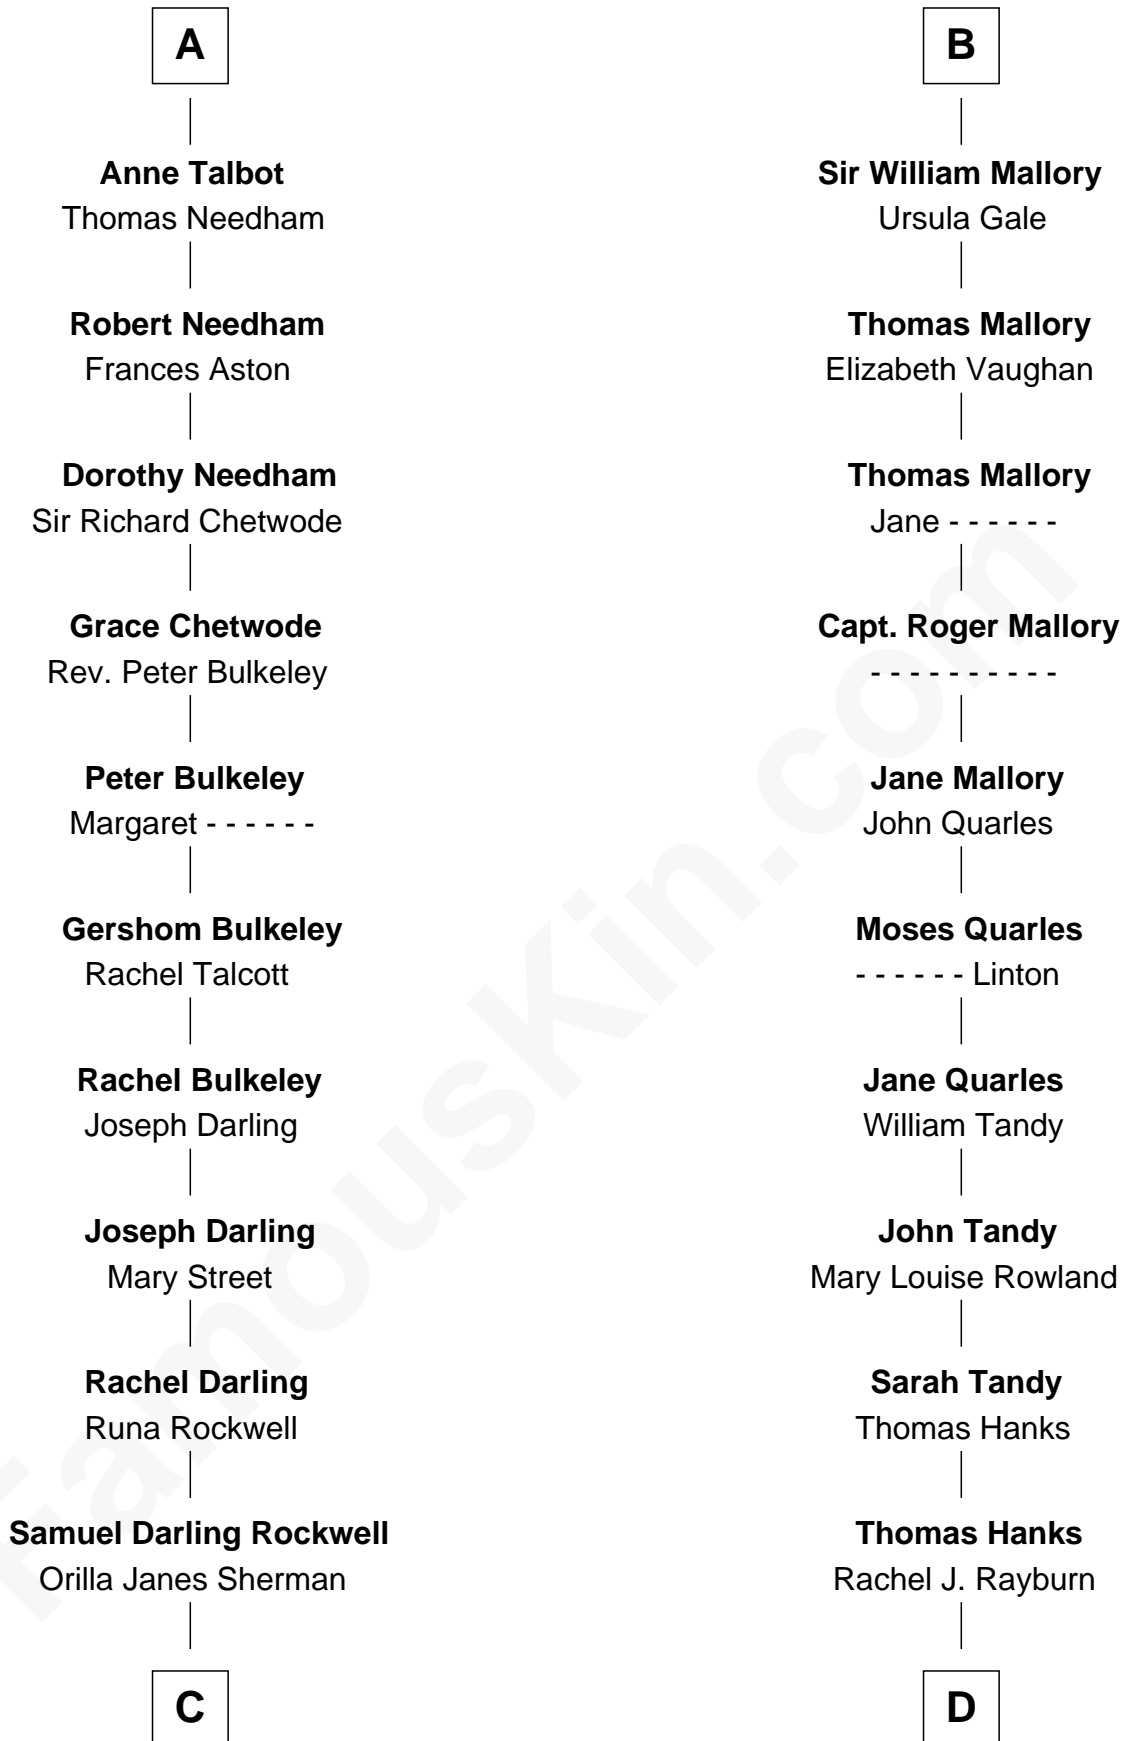 A
Anne Talbot
Thomas Needham
Robert Needham
Frances Aston
Dorothy Needham
Sir Richard Chetwode
Grace Chetwode
Rev. Peter Bulkeley
Peter Bulkeley
Margaret - - - - - -
Gershom Bulkeley
Rachel Talcott
Rachel Bulkeley
Joseph Darling
Joseph Darling
Mary Street
Rachel Darling
Runa Rockwell
Samuel Darling Rockwell
Orilla Janes Sherman
C
B
Sir William Mallory
Ursula Gale
Thomas Mallory
Elizabeth Vaughan
Thomas Mallory
Jane - - - - - -
Capt. Roger Mallory
- - - - - - - - - -
Jane Mallory
John Quarles
Moses Quarles
- - - - - - Linton
Jane Quarles
William Tandy
John Tandy
Mary Louise Rowland
Sarah Tandy
Thomas Hanks
Thomas Hanks
Rachel J. Rayburn
D
FamousKin.com